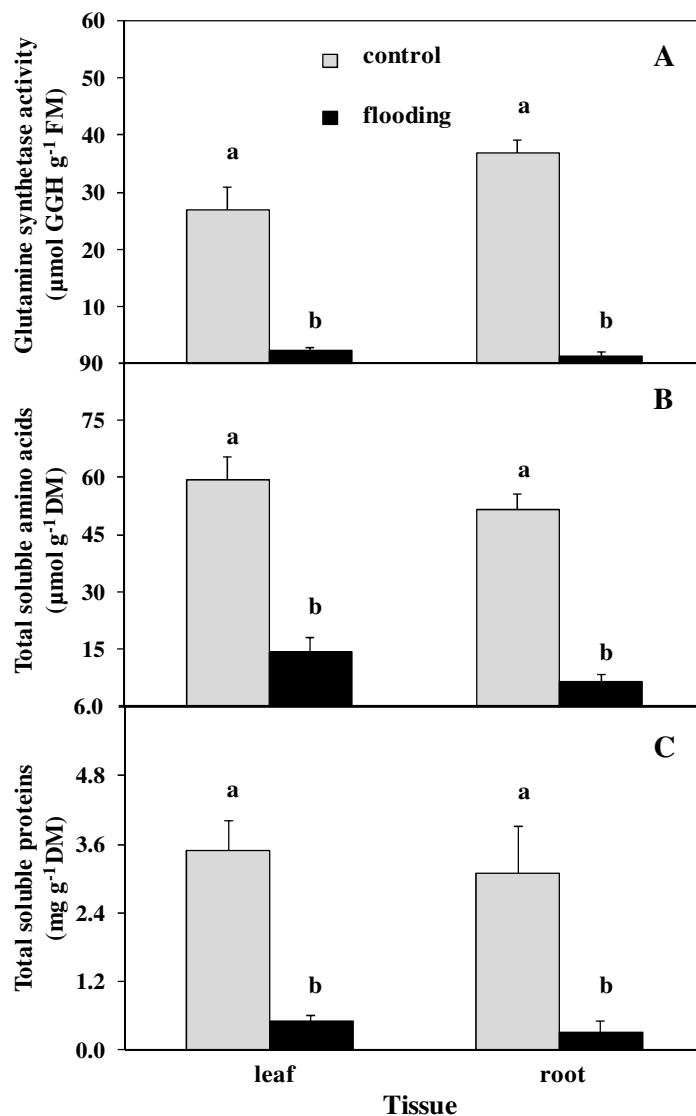 60
50
40
30
20
10
90
Glutamine synthetase activity
(µmol GGH g-1 FM)
control
flooding
A
a
b
a
b
75
60
45
30
15
6.0
Total soluble amino acids
(µmol g-1 DM)
B
a
b
a
b
4.8
3.6
2.4
1.2
0.0
Total soluble proteins
(mg g-1 DM)
C
a
b
a
b
leaf root
Tissue